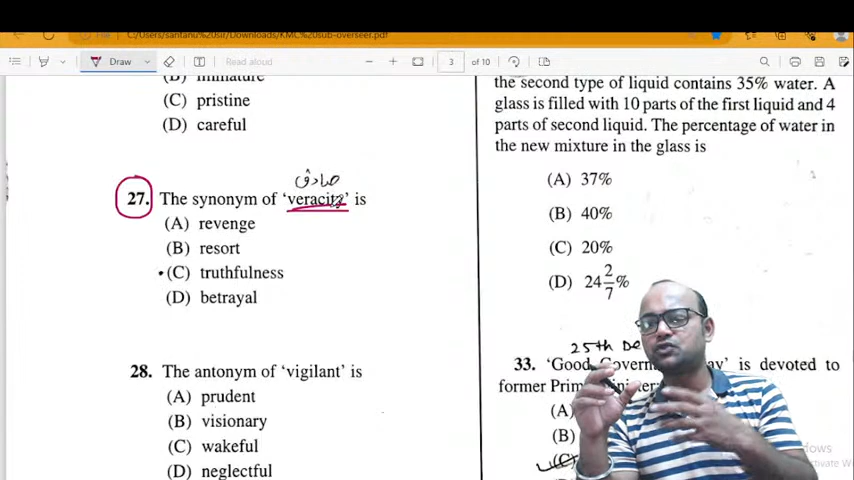 C:/Users/santanu%20sir/Downloads/KMC%20sub-overseer.pdf
Draw
Read aloud
3 of 10
(B) immature
(C) pristine
(D) careful
صادق
27. The synonym of ‘veracity’ is
(A) revenge
(B) resort
(C) truthfulness
(D) betrayal
28. The antonym of ‘vigilant’ is
(A) prudent
(B) visionary
(C) wakeful
(D) neglectful
the second type of liquid contains 35% water. A
glass is filled with 10 parts of the first liquid and 4
parts of second liquid. The percentage of water in
the new mixture in the glass is
(A) 37%
(B) 40%
(C) 20%
(D) 24 2/7 %
25th De
33. ‘Good Govern ay’ is devoted to
former Prim
(A)
(B)
(C)